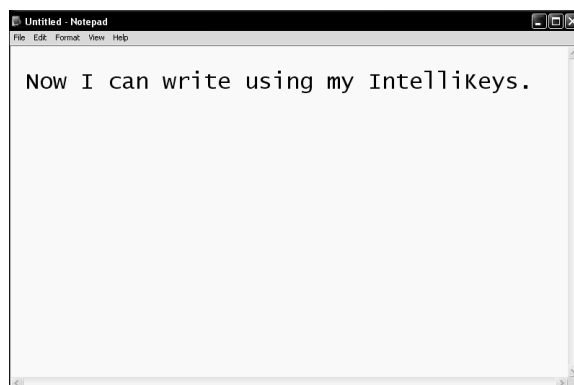 Untitled - Notepad
File Edit Format View Help
Now I can write using my IntelliKeys.